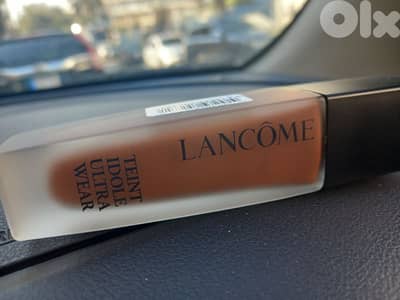 OLX
LANCÔME
TEINT
IDOLE
ULTRA
WEAR